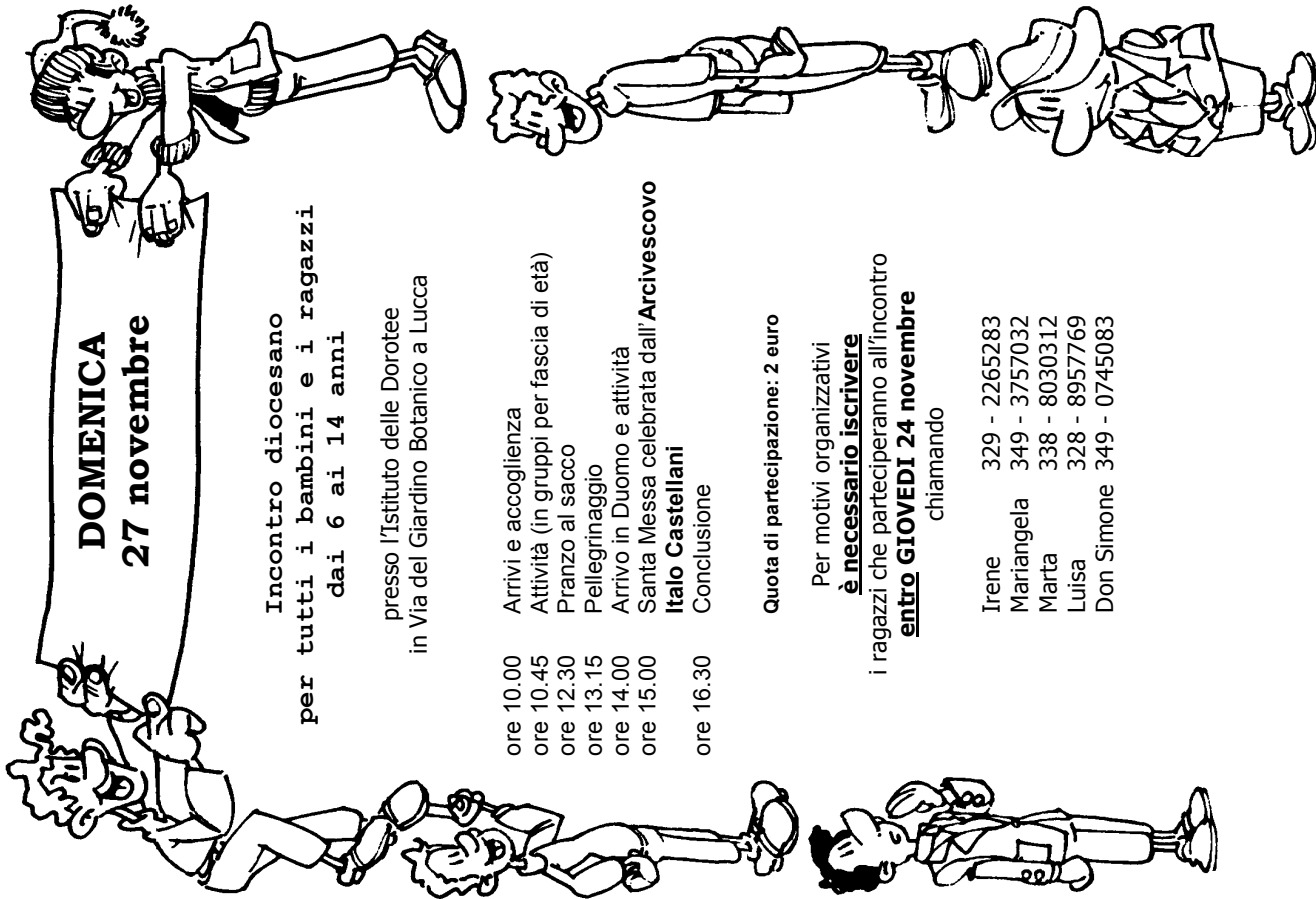 DOMENICA
27 novembre
Incontro diocesano
per tutti i bambini e i ragazzi
dai 6 ai 14 anni
presso l'Istituto delle Dorotee
in Via del Giardino Botanico a Lucca
ore 10.00 Arrivi e accoglienza
ore 10.45 Attività (in gruppi per fascia di età)
ore 12.30 Pranzo al sacco
ore 13.15 Pellegrinaggio
ore 14.00 Arrivo in Duomo e attività
ore 15.00 Santa Messa celebrata dall'Arcivescovo
Italo Castellani
ore 16.30 Conclusione
Quota di partecipazione: 2 euro
Per motivi organizzativi
è necessario iscrivere
i ragazzi che parteciperanno all'incontro
entro GIOVEDI 24 novembre
chiamando
Irene 329 - 2265283
Mariangela 349 - 3757032
Marta 338 - 8030312
Luisa 328 - 8957769
Don Simone 349 - 0745083